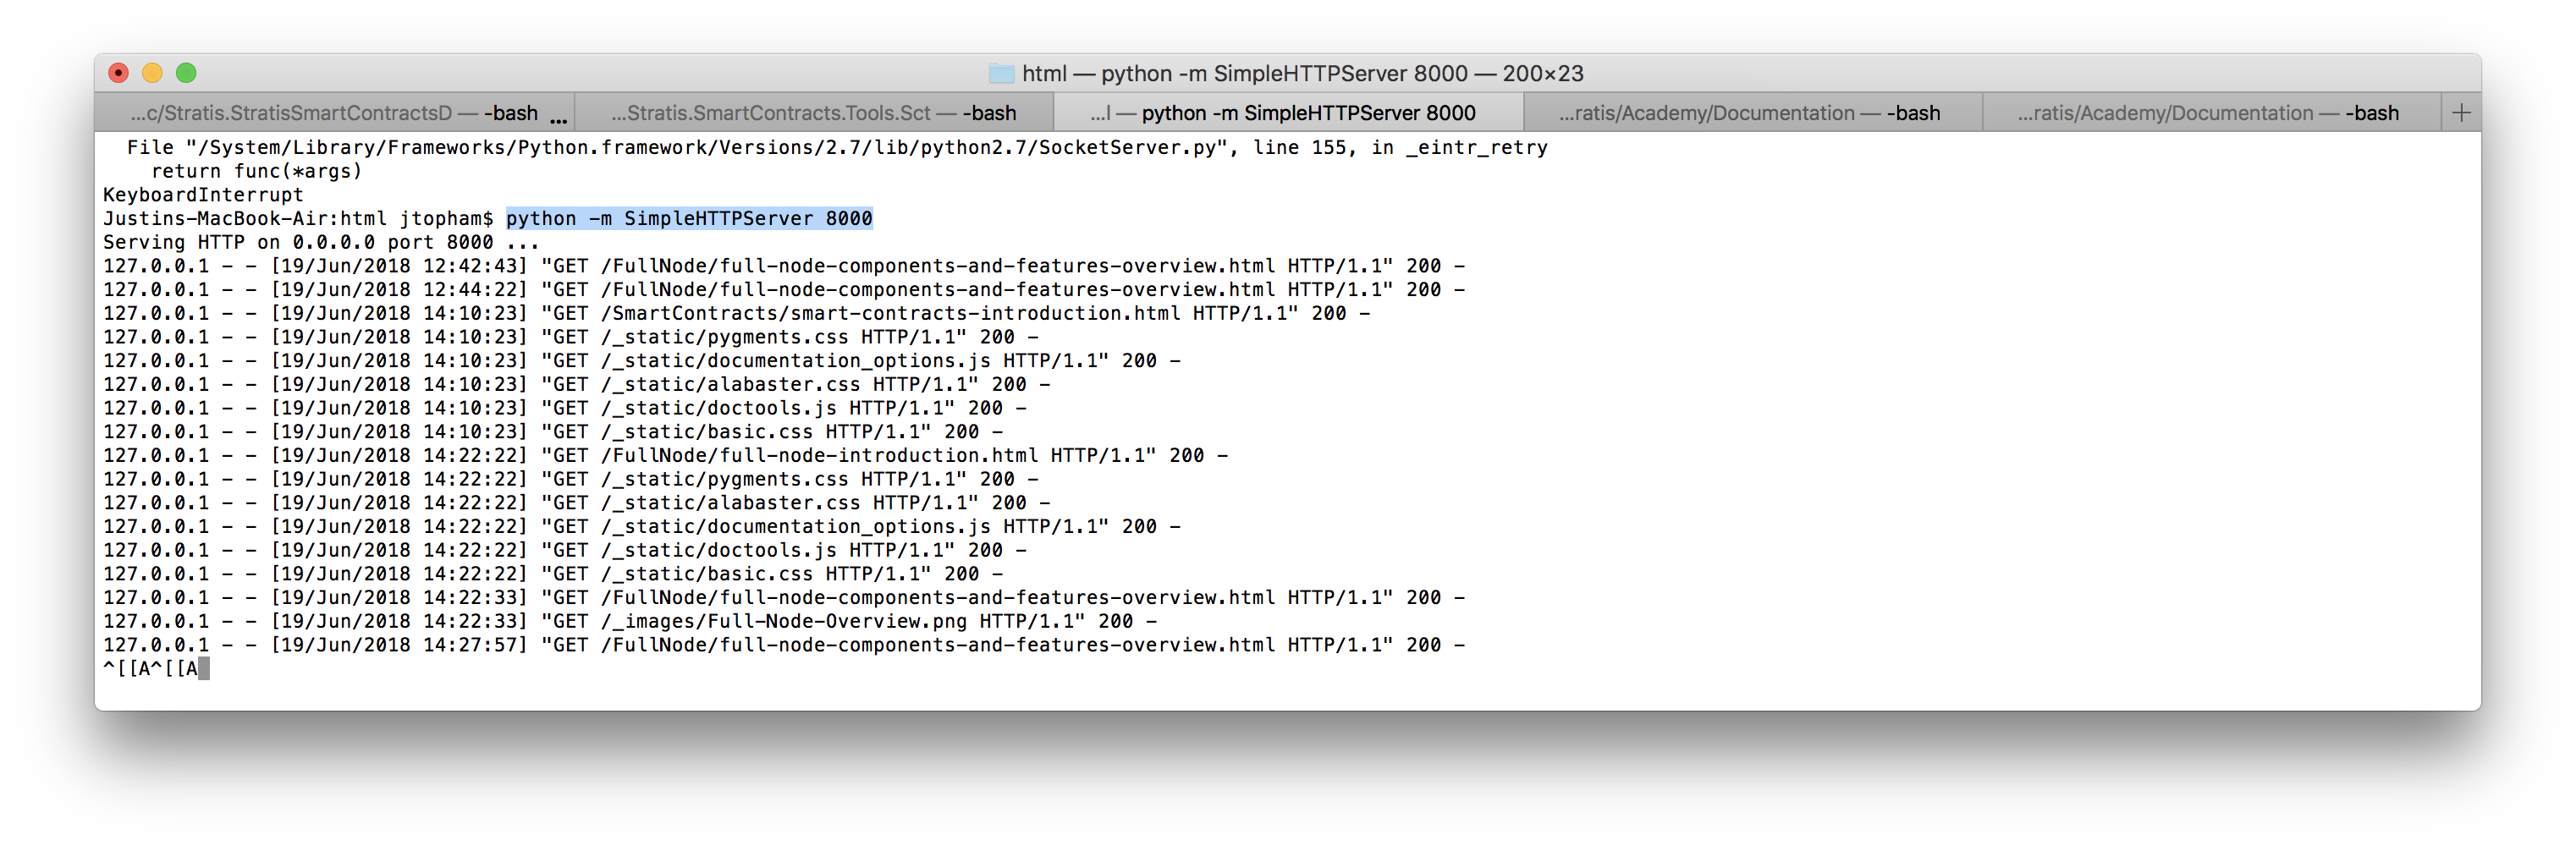 html — python -m SimpleHTTPServer 8000 — 200×23
...c/Stratis.StratisSmartContractsD — -bash ...
...Stratis.SmartContracts.Tools.Sct — -bash
...l — python -m SimpleHTTPServer 8000
...ratis/Academy/Documentation — -bash
...ratis/Academy/Documentation — -bash
+
File "/System/Library/Frameworks/Python.framework/Versions/2.7/lib/python2.7/SocketServer.py", line 155, in _eintr_retry
return func(*args)
KeyboardInterrupt
Justins-MacBook-Air:html jtopham$ python -m SimpleHTTPServer 8000
Serving HTTP on 0.0.0.0 port 8000 ...
127.0.0.1 - - [19/Jun/2018 12:42:43] "GET /FullNode/full-node-components-and-features-overview.html HTTP/1.1" 200 -
127.0.0.1 - - [19/Jun/2018 12:44:22] "GET /FullNode/full-node-components-and-features-overview.html HTTP/1.1" 200 -
127.0.0.1 - - [19/Jun/2018 14:10:23] "GET /SmartContracts/smart-contracts-introduction.html HTTP/1.1" 200 -
127.0.0.1 - - [19/Jun/2018 14:10:23] "GET /_static/pygments.css HTTP/1.1" 200 -
127.0.0.1 - - [19/Jun/2018 14:10:23] "GET /_static/documentation_options.js HTTP/1.1" 200 -
127.0.0.1 - - [19/Jun/2018 14:10:23] "GET /_static/alabaster.css HTTP/1.1" 200 -
127.0.0.1 - - [19/Jun/2018 14:10:23] "GET /_static/doctools.js HTTP/1.1" 200 -
127.0.0.1 - - [19/Jun/2018 14:10:23] "GET /_static/basic.css HTTP/1.1" 200 -
127.0.0.1 - - [19/Jun/2018 14:22:22] "GET /FullNode/full-node-introduction.html HTTP/1.1" 200 -
127.0.0.1 - - [19/Jun/2018 14:22:22] "GET /_static/pygments.css HTTP/1.1" 200 -
127.0.0.1 - - [19/Jun/2018 14:22:22] "GET /_static/alabaster.css HTTP/1.1" 200 -
127.0.0.1 - - [19/Jun/2018 14:22:22] "GET /_static/documentation_options.js HTTP/1.1" 200 -
127.0.0.1 - - [19/Jun/2018 14:22:22] "GET /_static/doctools.js HTTP/1.1" 200 -
127.0.0.1 - - [19/Jun/2018 14:22:22] "GET /_static/basic.css HTTP/1.1" 200 -
127.0.0.1 - - [19/Jun/2018 14:22:33] "GET /FullNode/full-node-components-and-features-overview.html HTTP/1.1" 200 -
127.0.0.1 - - [19/Jun/2018 14:22:33] "GET /_images/Full-Node-Overview.png HTTP/1.1" 200 -
127.0.0.1 - - [19/Jun/2018 14:27:57] "GET /FullNode/full-node-components-and-features-overview.html HTTP/1.1" 200 -
^[[A^[[A